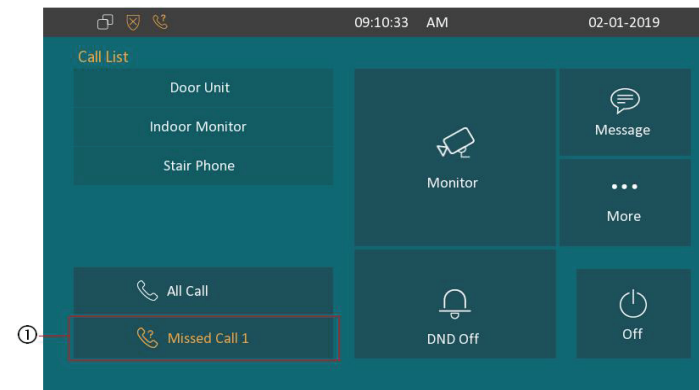 09:10:33 AM
02-01-2019
Call List
Door Unit
Indoor Monitor
Stair Phone
All Call
Missed Call 1
①
Monitor
DND Off
Message
More
Off